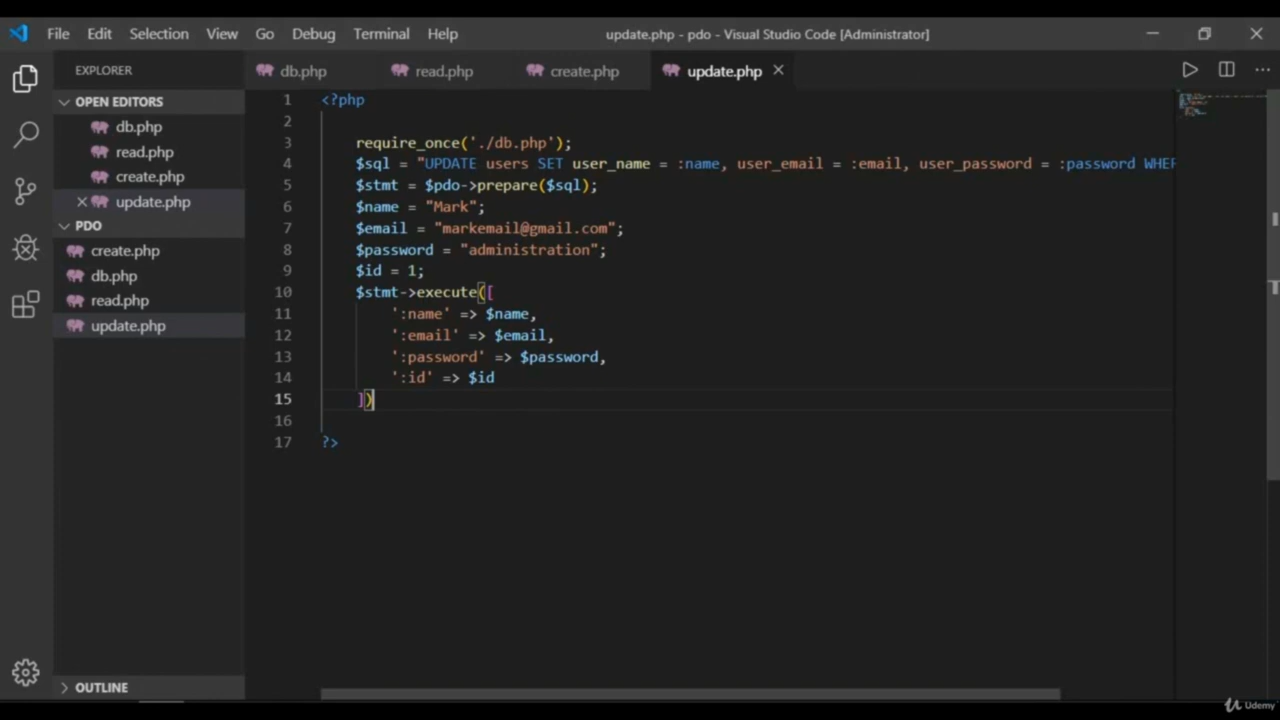 File Edit Selection View Go Debug Terminal Help update.php - pdo - Visual Studio Code [Administrator]
EXPLORER
OPEN EDITORS
db.php
read.php
create.php
update.php
PDO
create.php
db.php
read.php
update.php
OUTLINE
db.php read.php create.php update.php
1 <?php
2
3 require_once('./db.php');
4 $sql = "UPDATE users SET user_name = :name, user_email = :email, user_password = :password WHER
5 $stmt = $pdo->prepare($sql);
6 $name = "Mark";
7 $email = "markemail@gmail.com";
8 $password = "administration";
9 $id = 1;
10 $stmt->execute([
11 ':name' => $name,
12 ':email' => $email,
13 ':password' => $password,
14 ':id' => $id
15 ])
16
17 ?>
Udemy